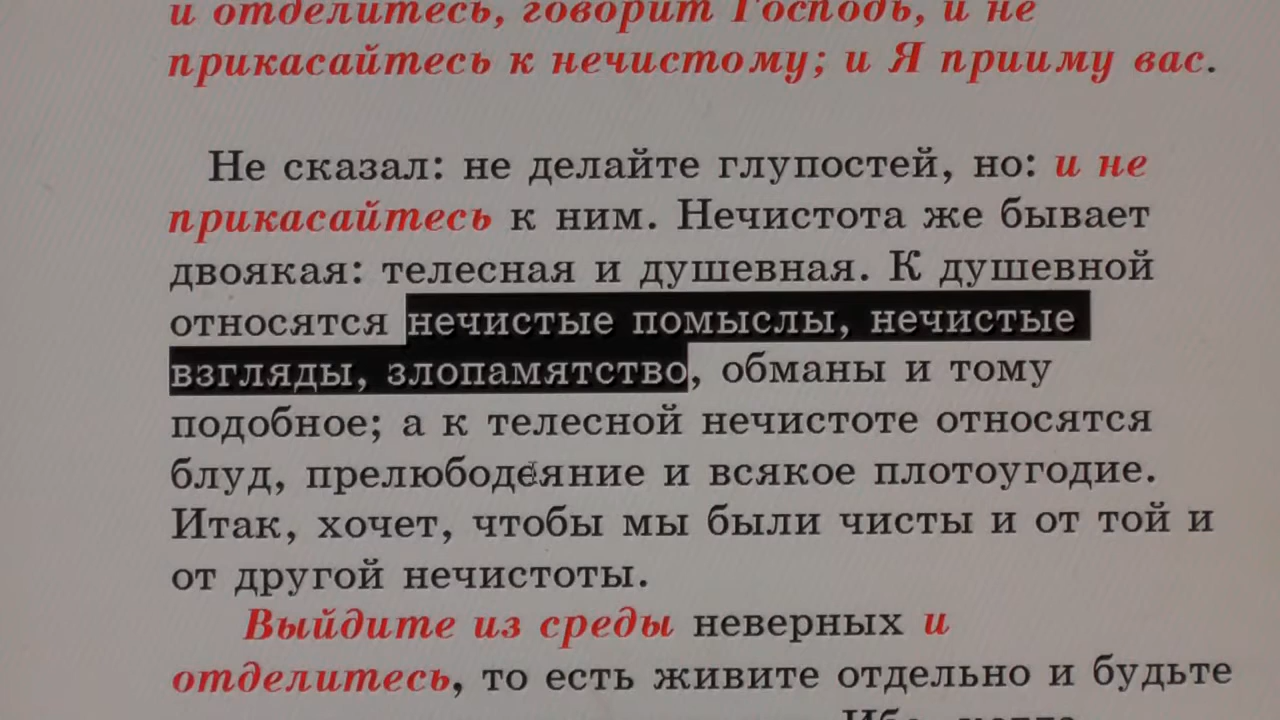 и отделитесь, говорит Господь, и не
прикасайтесь к нечистому; и Я прииму вас.
Не сказал: не делайте глупостей, но: и не
прикасайтесь к ним. Нечистота же бывает
двоякая: телесная и душевная. К душевной
относятся нечистые помыслы, нечистые
взгляды, злопамятство, обманы и тому
подобное; а к телесной нечистоте относятся
блуд, прелюбодеяние и всякое плотоугодие.
Итак, хочет, чтобы мы были чисты и от той и
от другой нечистоты.
Выйдите из среды неверных и
отделитесь, то есть живите отдельно и будьте